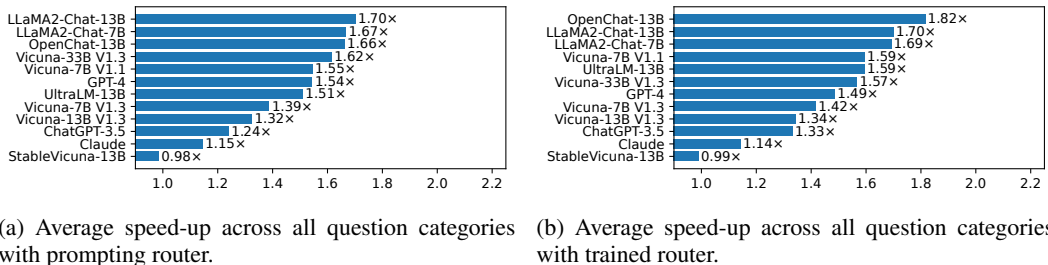 LLaMA2-Chat-13B 1.70×
LLaMA2-Chat-7B 1.67×
OpenChat-13B 1.66×
Vicuna-33B V1.3 1.62×
Vicuna-7B V1.1 1.55×
GPT-4 1.54×
UltraLM-13B 1.51×
Vicuna-7B V1.3 1.39×
Vicuna-13B V1.3 1.32×
ChatGPT-3.5 1.24×
Claude 1.15×
StableVicuna-13B 0.98×
1.0 1.2 1.4 1.6 1.8 2.0 2.2
(a) Average speed-up across all question categories
with prompting router.
OpenChat-13B 1.82×
LLaMA2-Chat-13B 1.70×
LLaMA2-Chat-7B 1.69×
Vicuna-7B V1.1 1.59×
UltraLM-13B 1.59×
Vicuna-33B V1.3 1.57×
GPT-4 1.49×
Vicuna-7B V1.3 1.42×
Vicuna-13B V1.3 1.34×
ChatGPT-3.5 1.33×
Claude 1.14×
StableVicuna-13B 0.99×
1.0 1.2 1.4 1.6 1.8 2.0 2.2
(b) Average speed-up across all question categories
with trained router.